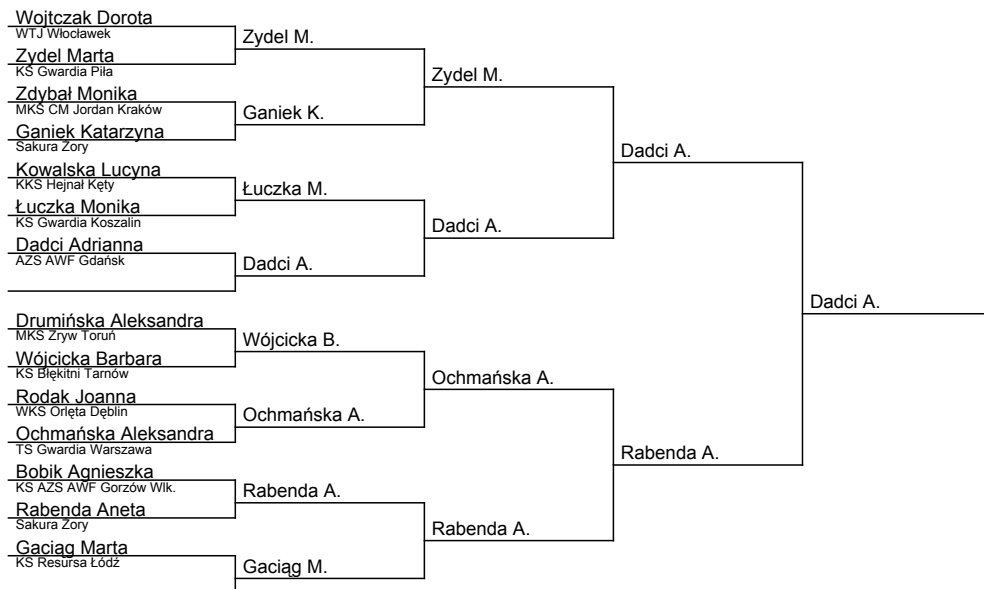 Wojtczak Dorota
WTJ Włocławek
Zydel Marta
KS Gwardia Piła
Zdybał Monika
MKS CM Jordan Kraków
Ganiek Katarzyna
Sakura Żory
Kowalska Lucyna
KKS Hejnał Kęty
Łuczka Monika
KS Gwardia Koszalin
Dadci Adrianna
AZS AWF Gdańsk
Drumińska Aleksandra
MKS Zryw Toruń
Wójcicka Barbara
KS Błękitni Tarnów
Rodak Joanna
WKS Orlęta Dęblin
Ochmańska Aleksandra
TS Gwardia Warszawa
Bobik Agnieszka
KS AZS AWF Gorzów Wlk.
Rabenda Aneta
Sakura Żory
Gaciąg Marta
KS Resursa Łódź
Zydel M.
Ganiek K.
Łuczka M.
Dadci A.
Wójcicka B.
Ochmańska A.
Rabenda A.
Gaciąg M.
Zydel M.
Dadci A.
Ochmańska A.
Rabenda A.
Dadci A.
Rabenda A.
Dadci A.